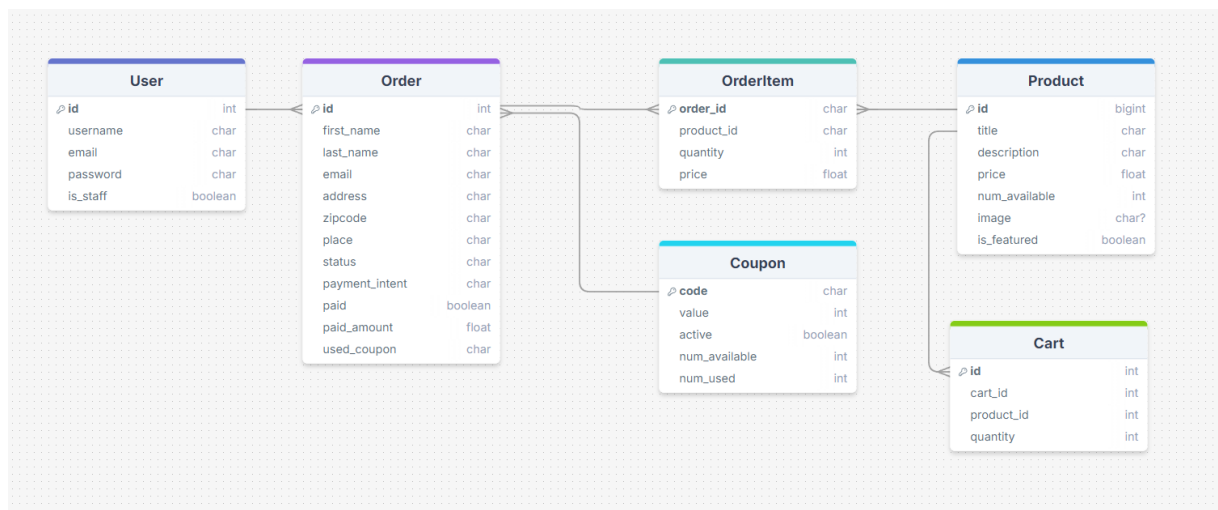 User
id int
username char
email char
password char
is_staff boolean
Order
id int
first_name char
last_name char
email char
address char
zipcode char
place char
status char
payment_intent char
paid boolean
paid_amount float
used_coupon char
OrderItem
order_id char
product_id char
quantity int
price float
Coupon
code char
value int
active boolean
num_available int
num_used int
Product
id bigint
title char
description char
price float
num_available int
image char?
is_featured boolean
Cart
id int
cart_id int
product_id int
quantity int